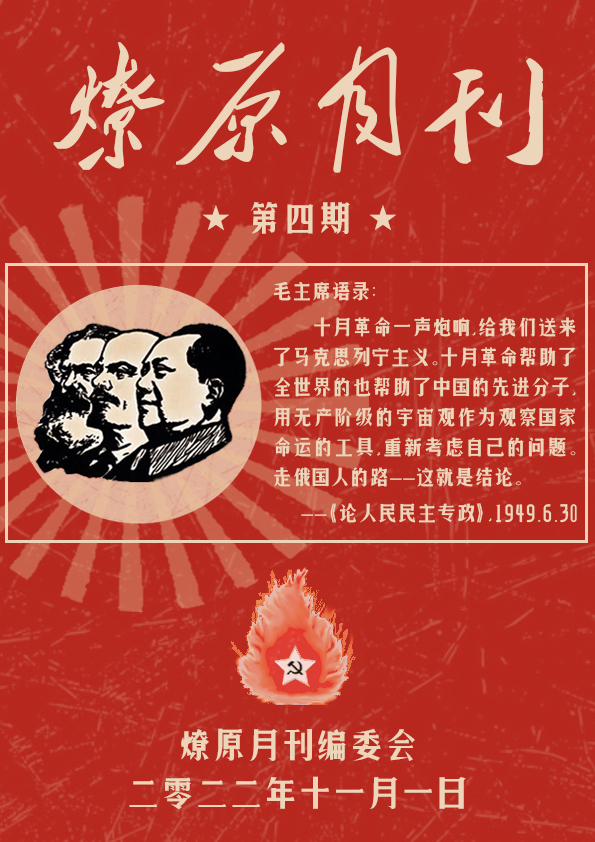 燎原月刊
★ 第四期 ★
毛主席语录:
十月革命一声炮响,给我们送来
了马克思列宁主义。十月革命帮助了
全世界的也帮助了中国的先进分子,
用无产阶级的宇宙观作为观察国家
命运的工具,重新考虑自己的问题。
走俄国人的路——这就是结论。
——《论人民民主专政》,1949.6.30
燎原月刊编委会
二零二二年十一月一日